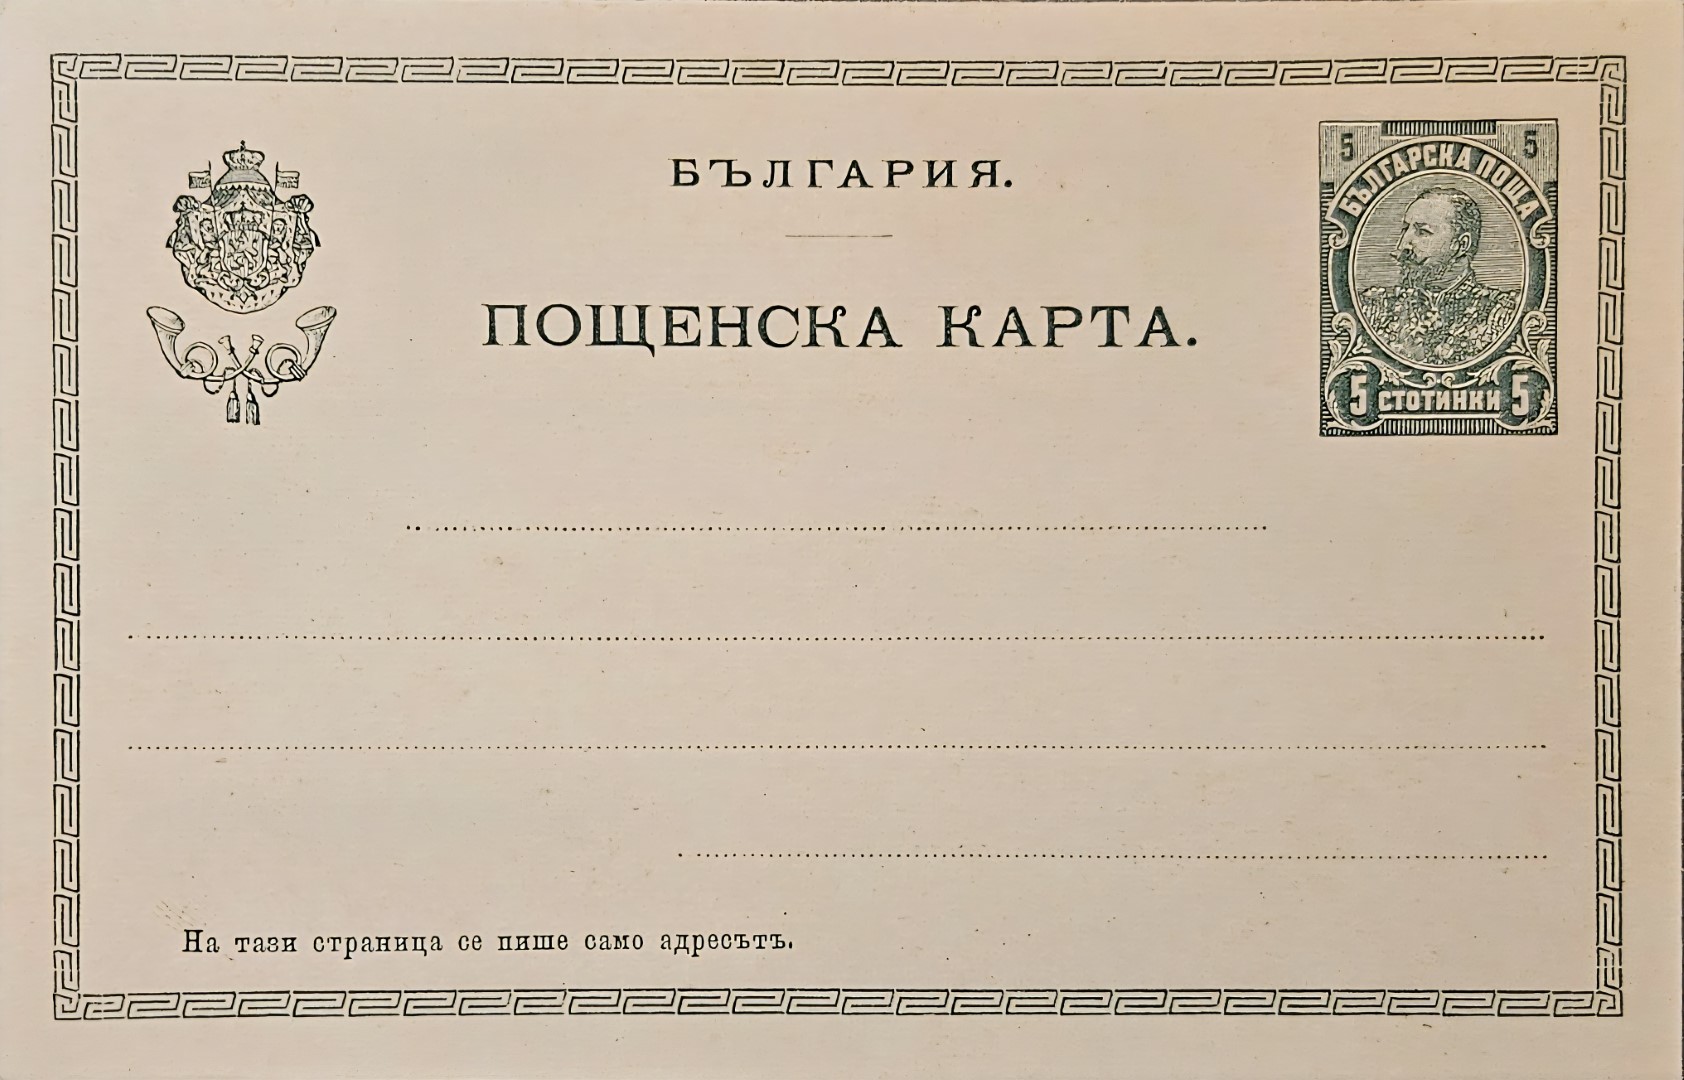 БЪЛГАРИЯ.
5 5
БЪЛГАРСКА ПОЩА
ПОЩЕНСКА КАРТА.
5 СТОТИНКИ 5
На тази страница се пише само адресътъ.